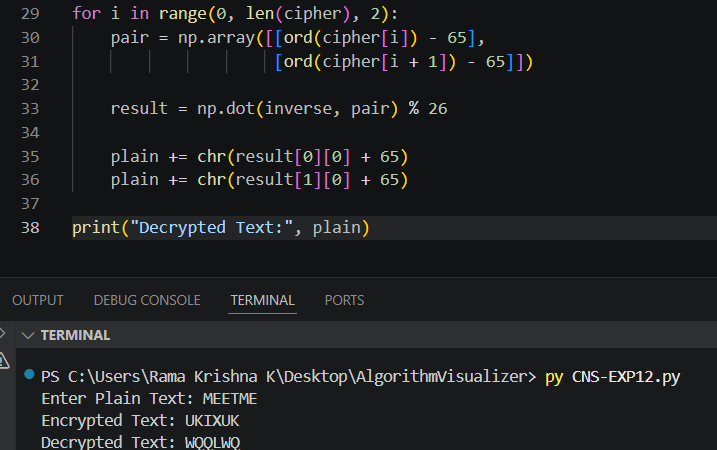 29 for i in range(0, len(cipher), 2):
30     pair = np.array([[ord(cipher[i]) - 65],
31                      [ord(cipher[i + 1]) - 65]])
32
33     result = np.dot(inverse, pair) % 26
34
35     plain += chr(result[0][0] + 65)
36     plain += chr(result[1][0] + 65)
37
38 print("Decrypted Text:", plain)
OUTPUT DEBUG CONSOLE TERMINAL PORTS
TERMINAL
PS C:\Users\Rama Krishna K\Desktop\AlgorithmVisualizer> py CNS-EXP12.py
Enter Plain Text: MEETME
Encrypted Text: UKIXUK
Decrypted Text: WQQLWQ